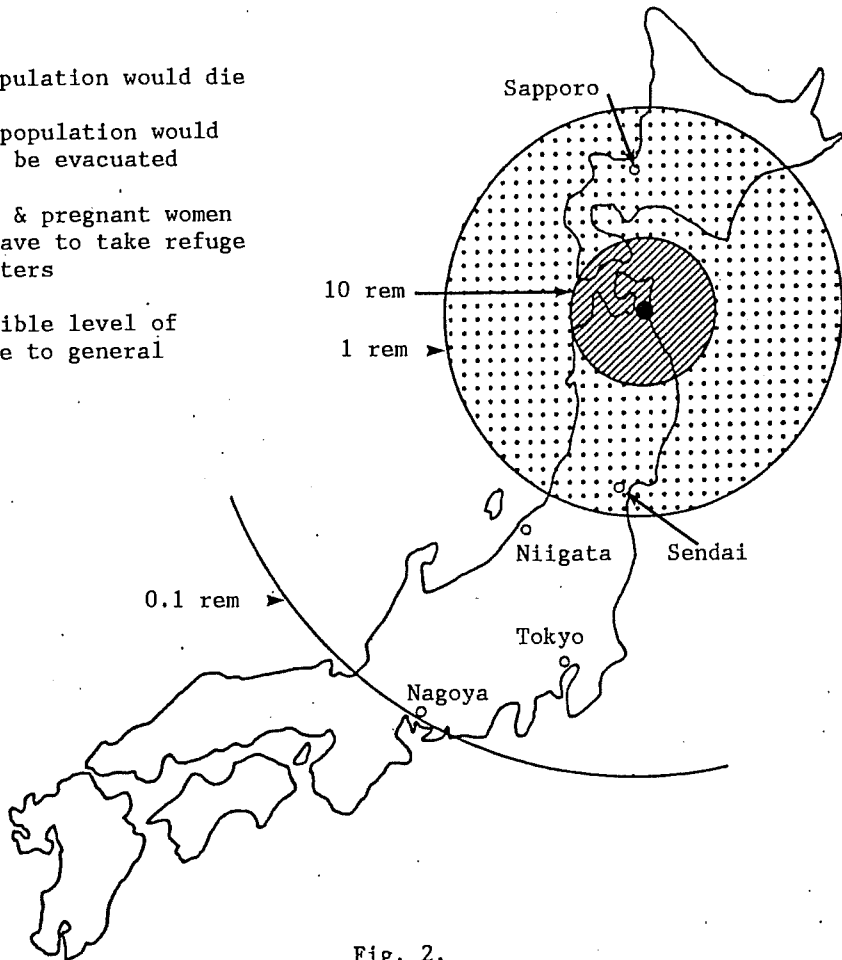 pulation would die
population would
be evacuated
& pregnant women
ave to take refuge
ters
ible level of
e to general
Sapporo
10 rem
1 rem
Niigata
Sendai
0.1 rem
Tokyo
Nagoya
Fig. 2.